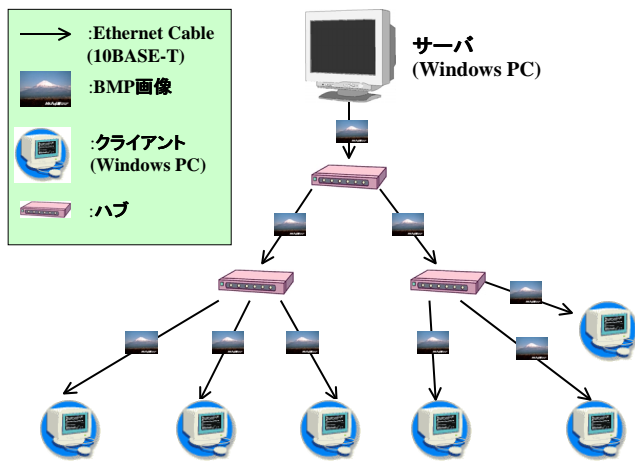 :Ethernet Cable
(10BASE-T)
:BMP画像
:クライアント
(Windows PC)
:ハブ
サーバ
(Windows PC)